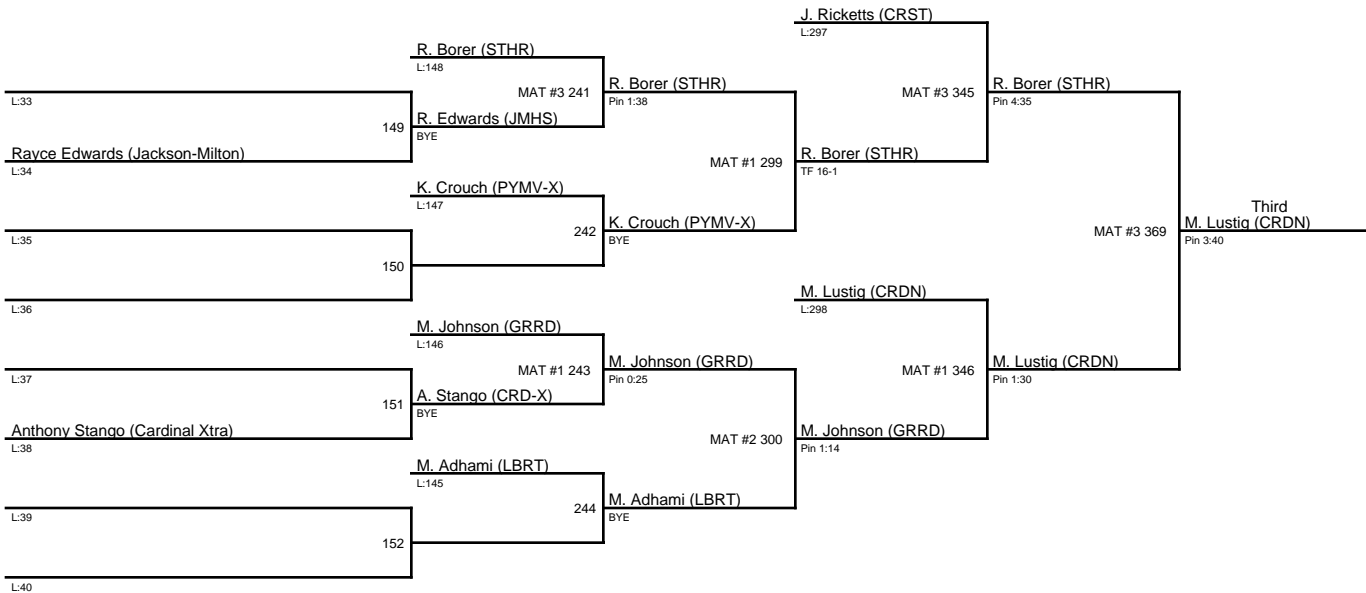 J. Ricketts (CRST)
L:297
R. Borer (STHR)
L:148
MAT #3 241
R. Borer (STHR)
Pin 1:38
MAT #3 345
R. Borer (STHR)
Pin 4:35
L:33
149
R. Edwards (JMHS)
BYE
Rayce Edwards (Jackson-Milton)
L:34
MAT #1 299
R. Borer (STHR)
TF 16-1
K. Crouch (PYMV-X)
L:147
242
K. Crouch (PYMV-X)
BYE
L:35
150
L:36
MAT #3 369
Third
M. Lustig (CRDN)
Pin 3:40
M. Lustig (CRDN)
L:298
M. Johnson (GRRD)
L:146
MAT #1 243
M. Johnson (GRRD)
Pin 0:25
MAT #1 346
M. Lustig (CRDN)
Pin 1:30
L:37
151
A. Stango (CRD-X)
BYE
Anthony Stango (Cardinal Xtra)
L:38
MAT #2 300
M. Johnson (GRRD)
Pin 1:14
M. Adhami (LBRT)
L:145
244
M. Adhami (LBRT)
BYE
L:39
152
L:40